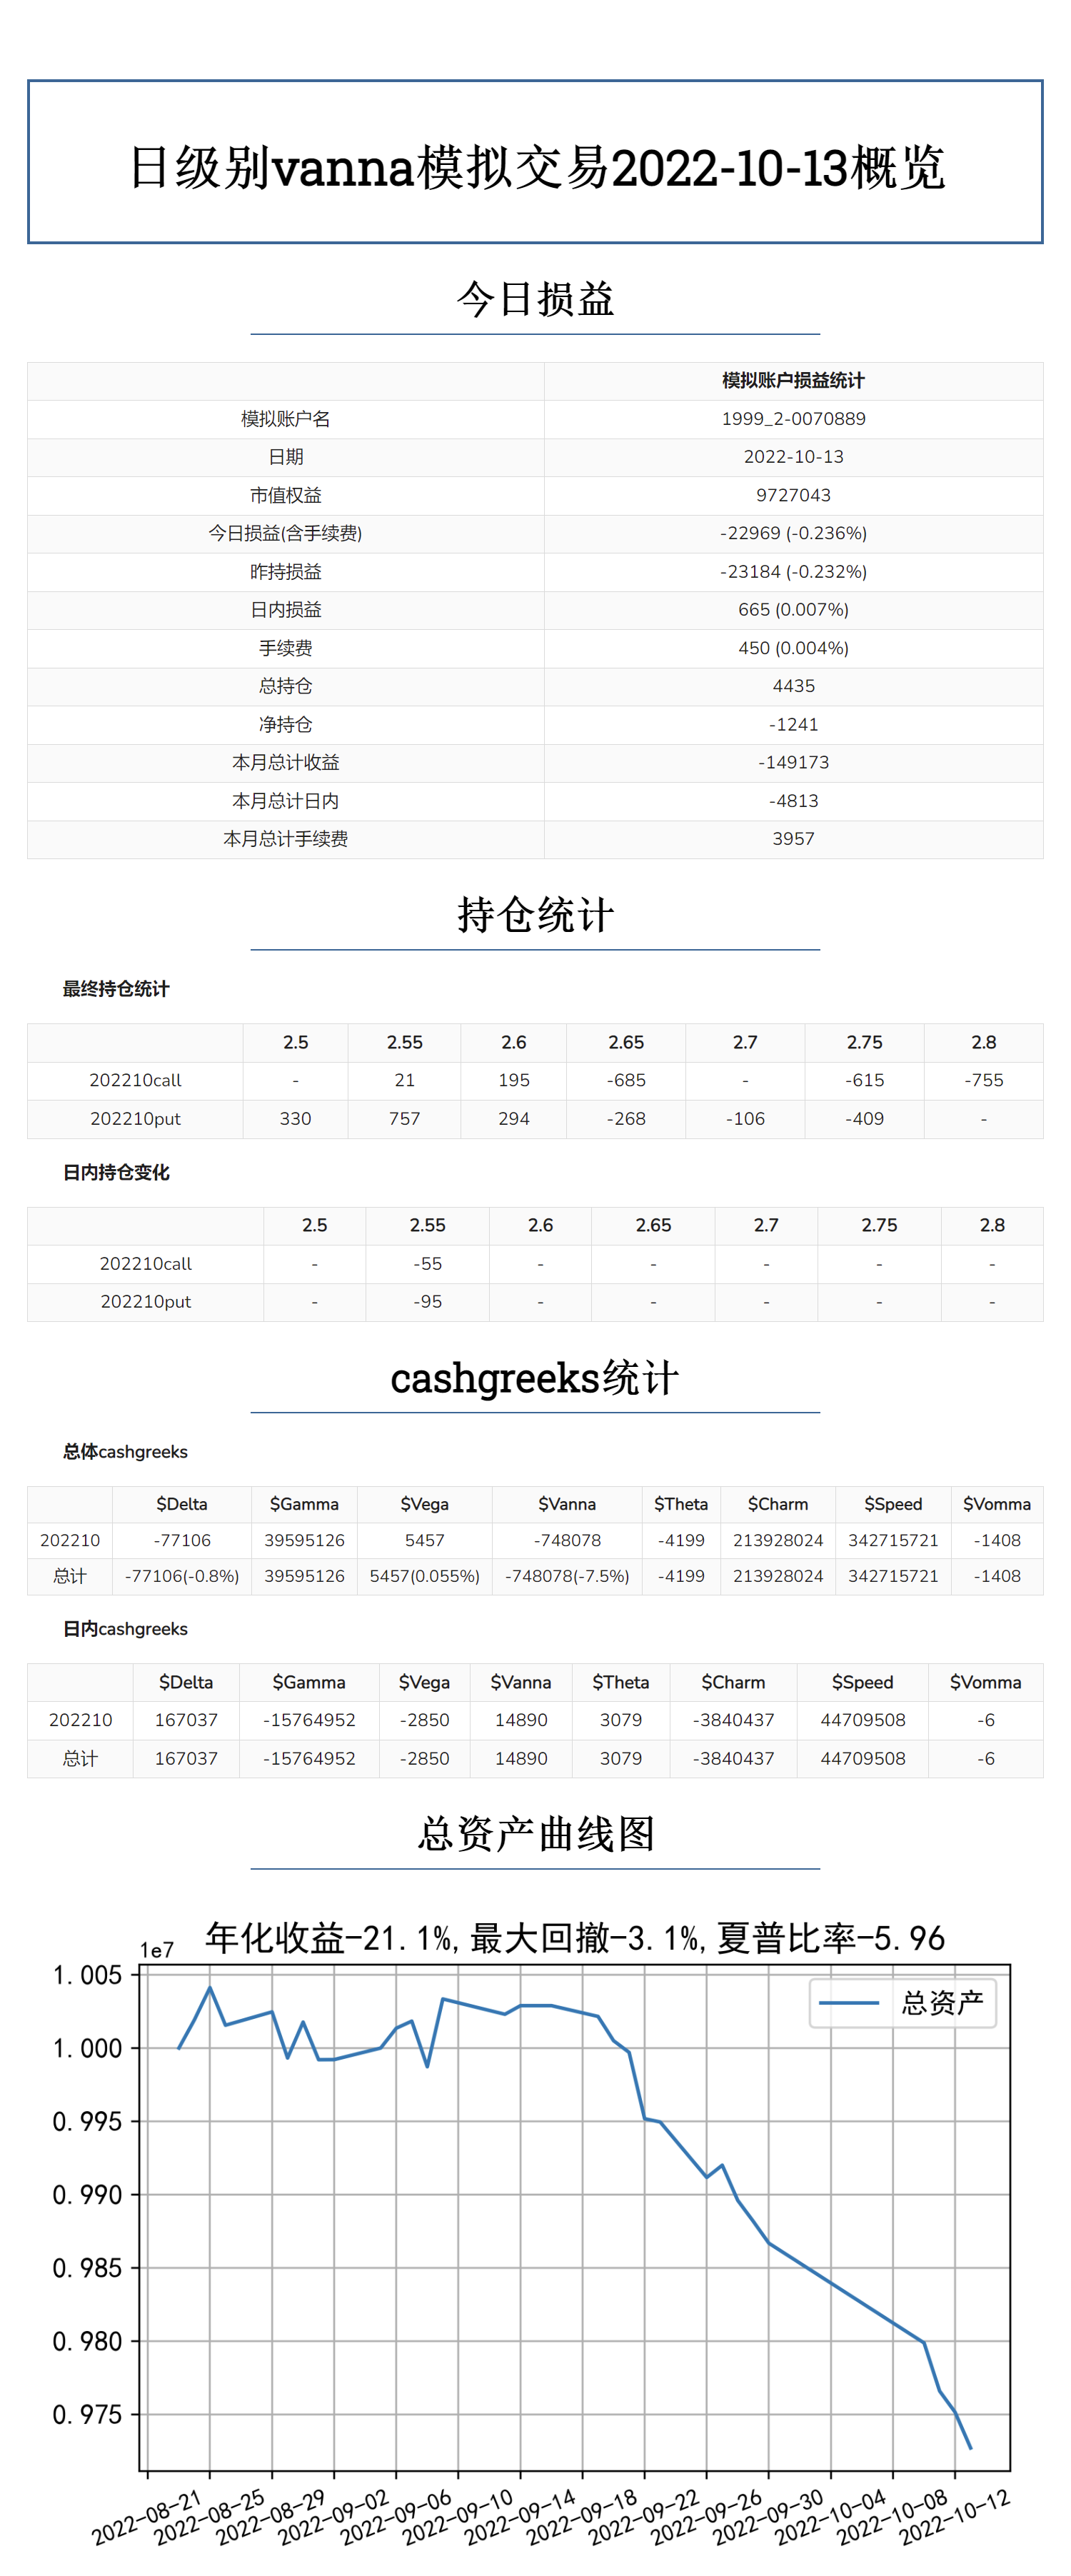 日级别vanna模拟交易2022-10-13概览
今日损益
模拟账户损益统计
模拟账户名 1999_2-0070889
日期 2022-10-13
市值权益 9727043
今日损益(含手续费) -22969 (-0.236%)
昨持损益 -23184 (-0.232%)
日内损益 665 (0.007%)
手续费 450 (0.004%)
总持仓 4435
净持仓 -1241
本月总计收益 -149173
本月总计日内 -4813
本月总计手续费 3957
持仓统计
最终持仓统计
2.5 2.55 2.6 2.65 2.7 2.75 2.8
202210call - 21 195 -685 - -615 -755
202210put 330 757 294 -268 -106 -409 -
日内持仓变化
2.5 2.55 2.6 2.65 2.7 2.75 2.8
202210call - -55 - - - - -
202210put - -95 - - - - -
cashgreeks统计
总体cashgreeks
$Delta $Gamma $Vega $Vanna $Theta $Charm $Speed $Vomma
202210 -77106 39595126 5457 -748078 -4199 213928024 342715721 -1408
总计 -77106(-0.8%) 39595126 5457(0.055%) -748078(-7.5%) -4199 213928024 342715721 -1408
日内cashgreeks
$Delta $Gamma $Vega $Vanna $Theta $Charm $Speed $Vomma
202210 167037 -15764952 -2850 14890 3079 -3840437 44709508 -6
总计 167037 -15764952 -2850 14890 3079 -3840437 44709508 -6
总资产曲线图
年化收益-21.1%,最大回撤-3.1%,夏普比率-5.96
1e7
总资产
1.005
1.000
0.995
0.990
0.985
0.980
0.975
2022-08-21 2022-08-25 2022-08-29 2022-09-02 2022-09-06 2022-09-10 2022-09-14 2022-09-18 2022-09-22 2022-09-26 2022-09-30 2022-10-04 2022-10-08 2022-10-12